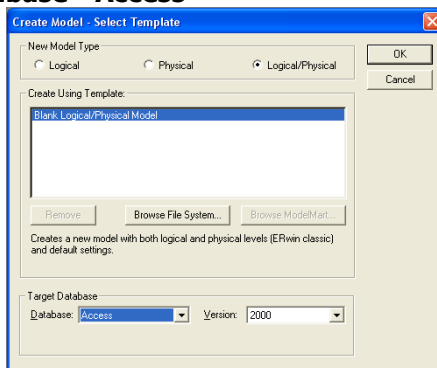 base - Access
Create Model - Select Template
New Model Type
Logical Physical Logical/Physical
OK
Cancel
Create Using Template:
Blank Logical/Physical Model
Remove Browse File System... Browse ModelMart...
Creates a new model with both logical and physical levels (ERwin classic)
and default settings.
Target Database
Database: Access Version: 2000